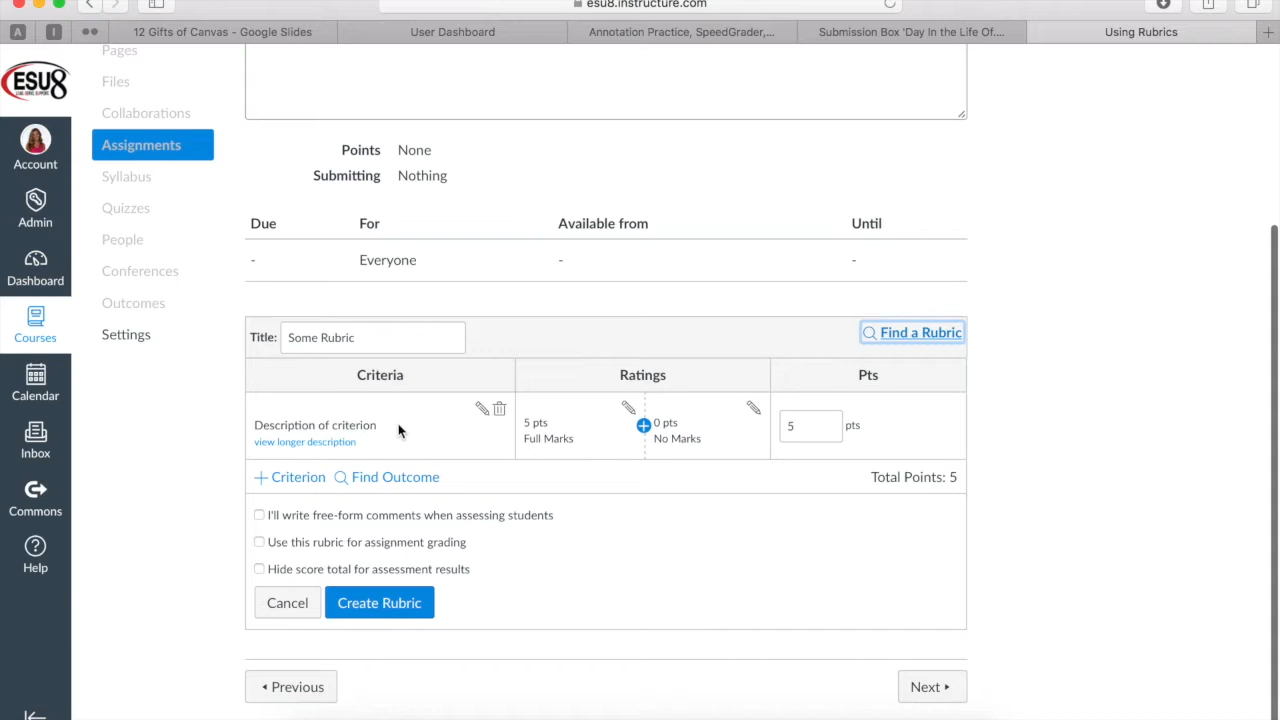 esu8.instructure.com
A
I
12 Gifts of Canvas - Google Slides
User Dashboard
Annotation Practice, SpeedGrader,...
Submission Box 'Day In the Life Of....
Using Rubrics
ESU8
Account
Admin
Dashboard
Courses
Calendar
Inbox
Commons
Help
Pages
Files
Collaborations
Assignments
Syllabus
Quizzes
People
Conferences
Outcomes
Settings
Points None
Submitting Nothing
Due For Available from Until
- Everyone - -
Title: Some Rubric Find a Rubric
Criteria Ratings Pts
Description of criterion
view longer description
5 pts
Full Marks
0 pts
No Marks
5 pts
Criterion Find Outcome Total Points: 5
I'll write free-form comments when assessing students
Use this rubric for assignment grading
Hide score total for assessment results
Cancel Create Rubric
Previous Next